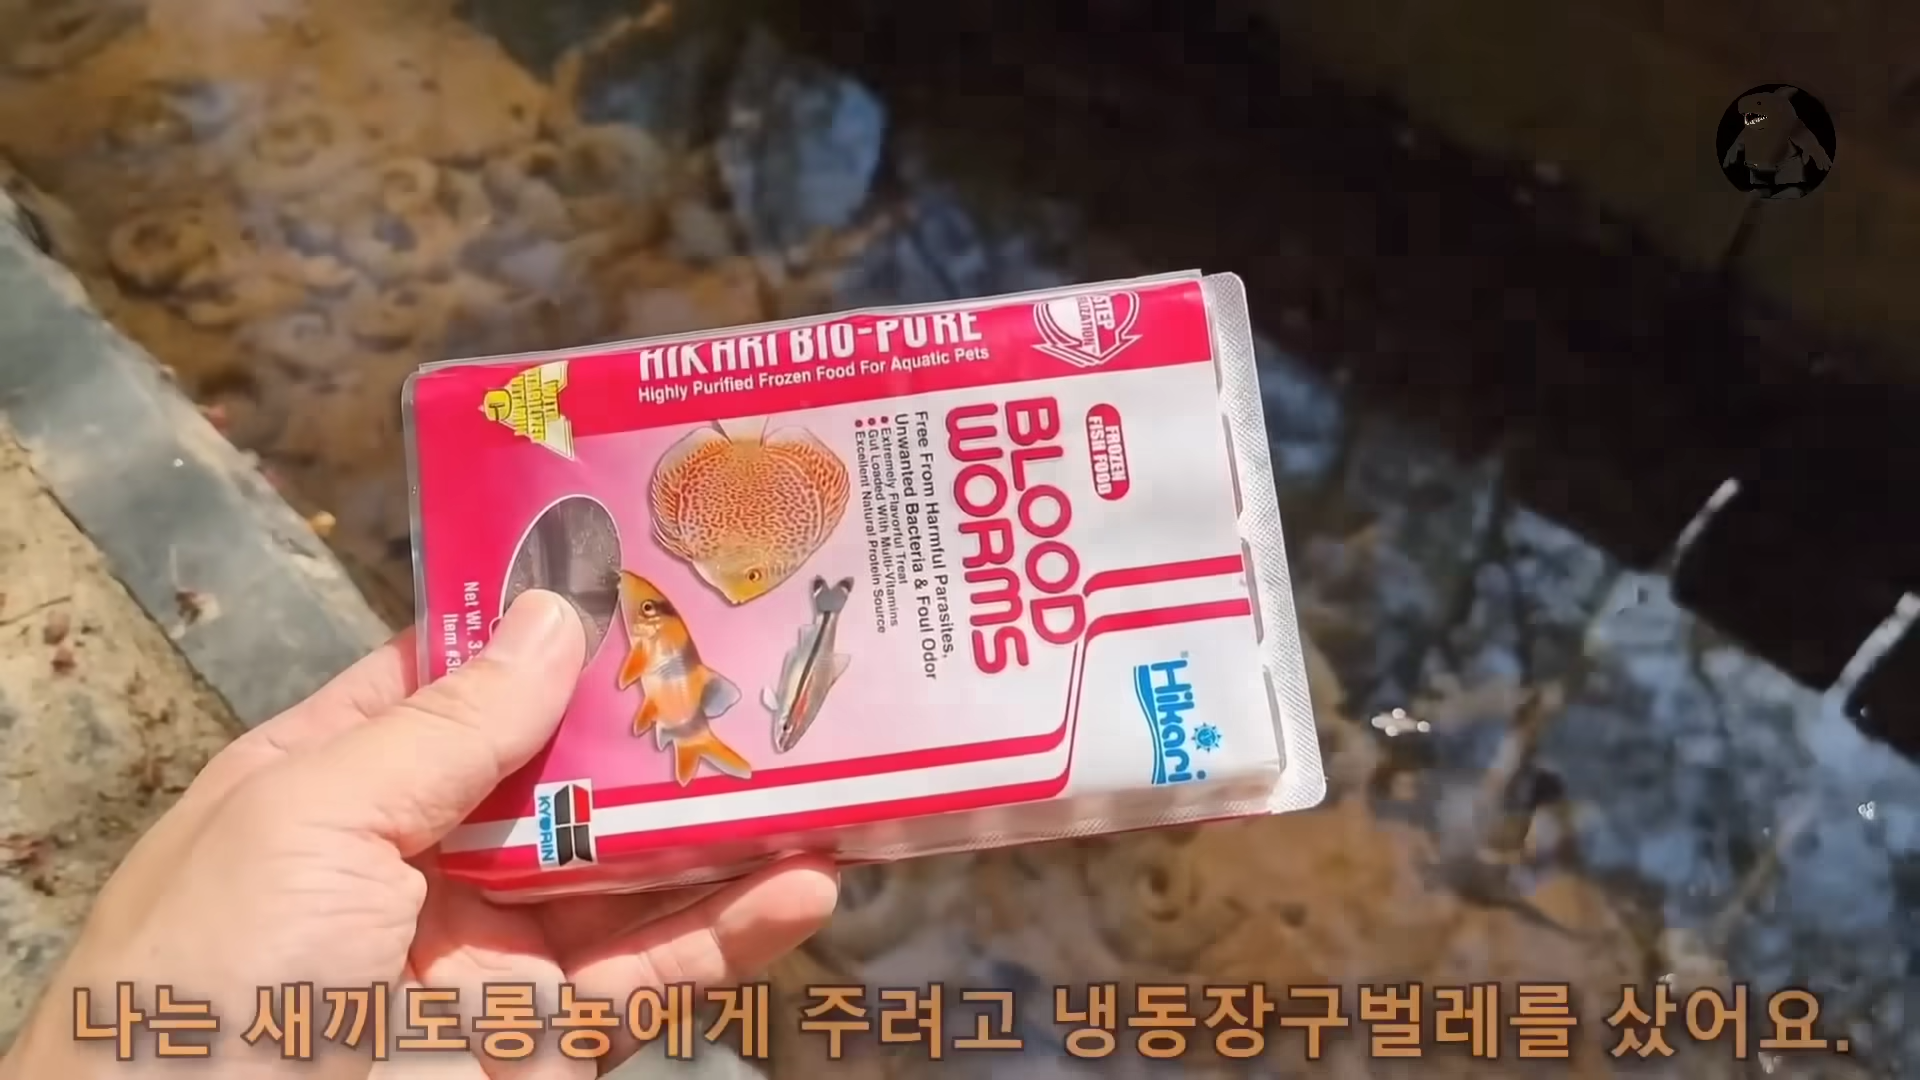 HIKARI BIO-PURE
Highly Purified Frozen Food For Aquatic Pets
STEP
FROZEN
FISH FOOD
BLOOD
WORMS
Free From Harmful Parasites,
Unwanted Bacteria & Foul Odor
Extremely Flavorful Treat
Gut Loaded With Multi-Vitamins
Excellent Natural Protein Source
VITAMIN
C
Net Wt. 3.
Item #
Hikari
KYORIN
나는 새끼도롱뇽에게 주려고 냉동장구벌레를 샀어요.